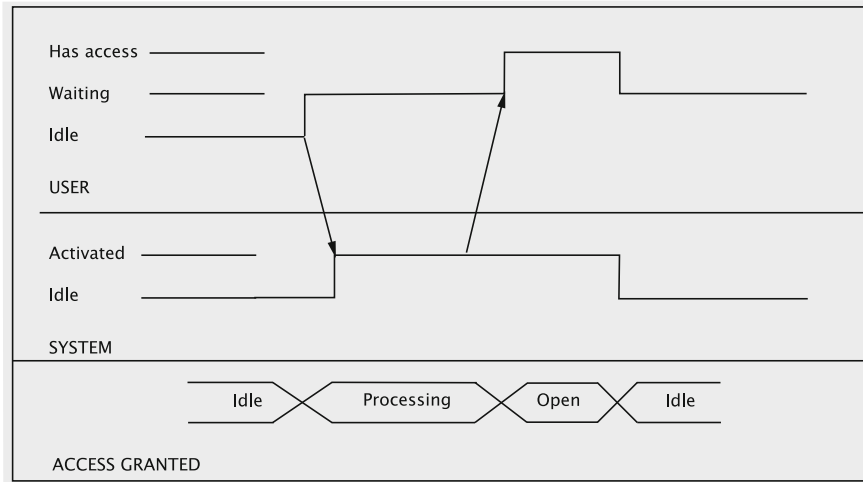 Has access
Waiting
Idle
USER
Activated
Idle
SYSTEM
Idle Processing Open Idle
ACCESS GRANTED